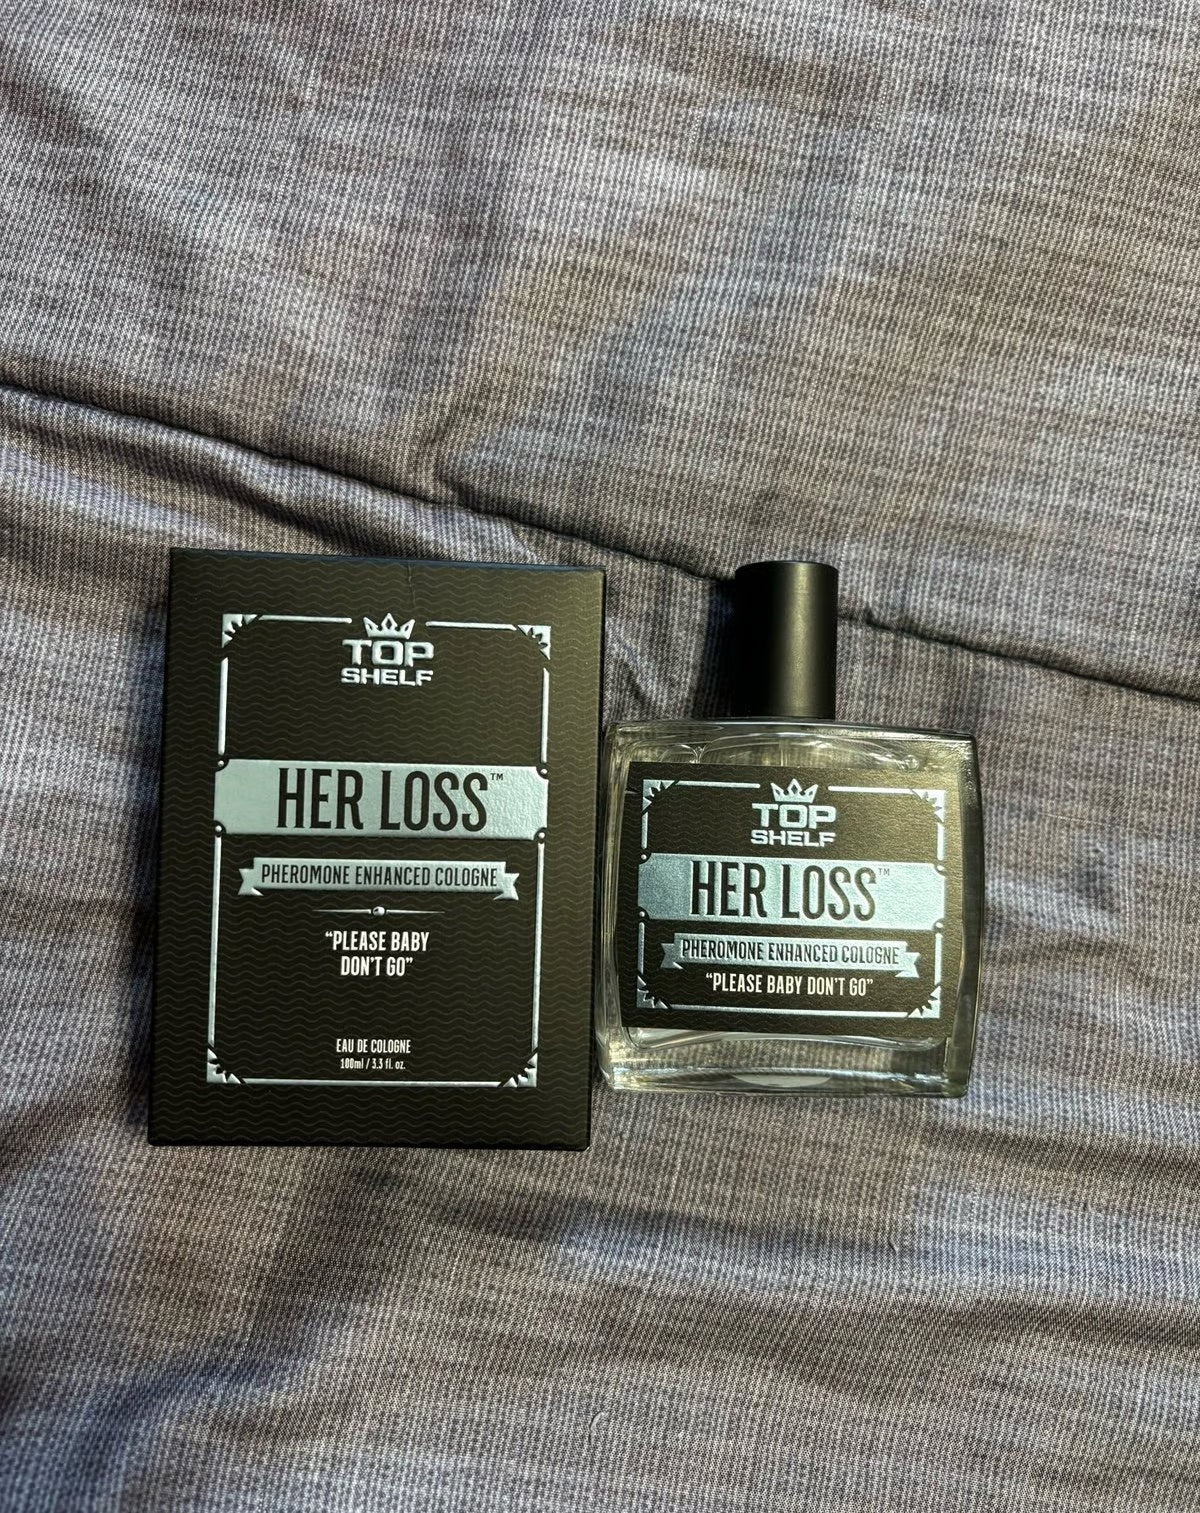 TOP
SHELF
HER LOSS™
PHEROMONE ENHANCED COLOGNE
“PLEASE BABY
DON'T GO”
EAU DE COLOGNE
100ml / 3.3 fl. oz.
TOP
SHELF
HER LOSS™
PHEROMONE ENHANCED COLOGNE
“PLEASE BABY DON'T GO”